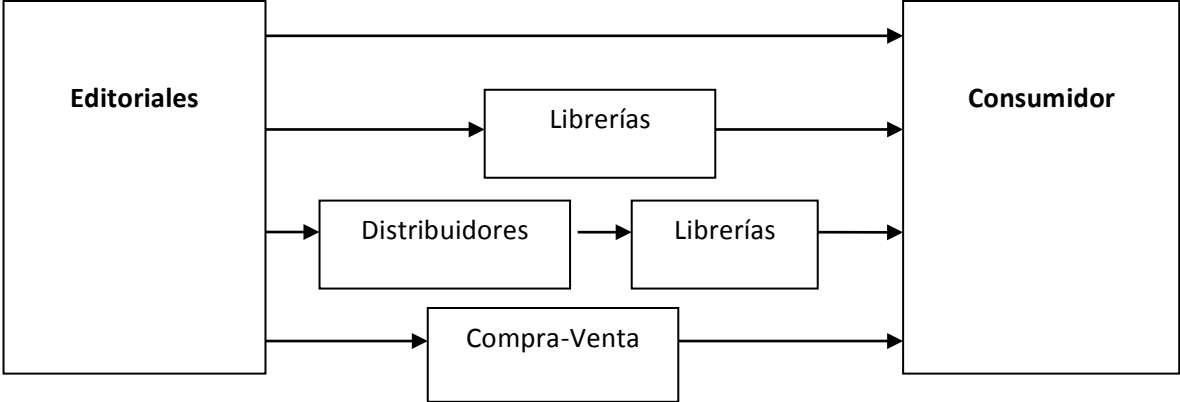 Editoriales
Consumidor
Librerías
Distribuidores
Librerías
Compra-Venta